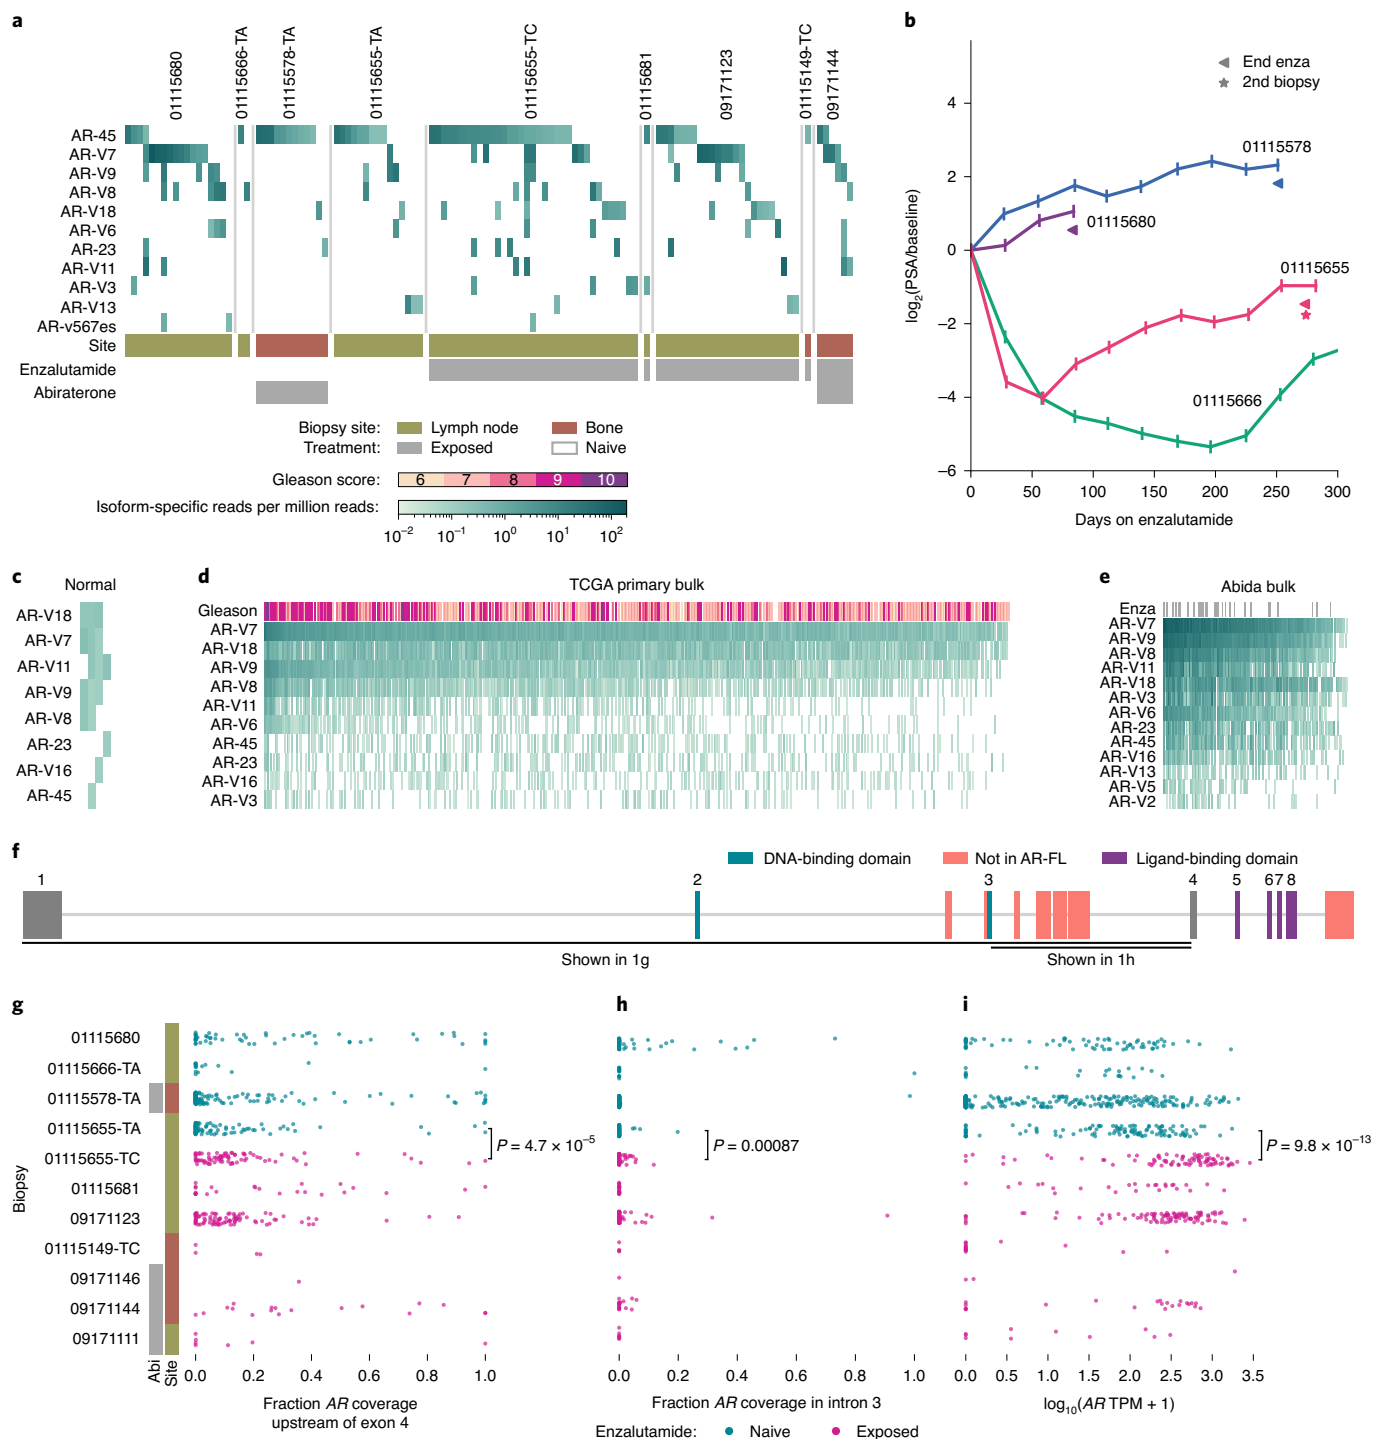 a
01115680
01115666-TA
01115578-TA
01115655-TA
01115655-TC
01115681
09171123
01115149-TC
09171144
AR-45
AR-V7
AR-V9
AR-V8
AR-V18
AR-V6
AR-23
AR-V11
AR-V3
AR-V13
AR-v567es
Site
Enzalutamide
Abiraterone
Biopsy site: Lymph node Bone
Treatment: Exposed Naive
Gleason score: 6 7 8 9 10
Isoform-specific reads per million reads:
10⁻² 10⁻¹ 10⁰ 10¹ 10²
b
End enza
2nd biopsy
4
2
0
−2
−4
−6
log₂(PSA/baseline)
01115578
01115680
01115655
01115666
0 50 100 150 200 250 300
Days on enzalutamide
c
Normal
AR-V18
AR-V7
AR-V11
AR-V9
AR-V8
AR-23
AR-V16
AR-45
d
TCGA primary bulk
Gleason
AR-V7
AR-V18
AR-V9
AR-V8
AR-V11
AR-V6
AR-45
AR-23
AR-V16
AR-V3
e
Abida bulk
Enza
AR-V7
AR-V9
AR-V8
AR-V11
AR-V18
AR-V3
AR-V6
AR-23
AR-45
AR-V16
AR-V13
AR-V5
AR-V2
f
DNA-binding domain Not in AR-FL Ligand-binding domain
1 2 3 4 5 6 7 8
Shown in 1g Shown in 1h
g
Biopsy
01115680
01115666-TA
01115578-TA
01115655-TA
01115655-TC
01115681
09171123
01115149-TC
09171146
09171144
09171111
Abi
Site
P = 4.7 × 10⁻⁵
0.0 0.2 0.4 0.6 0.8 1.0
Fraction AR coverage
upstream of exon 4
h
P = 0.00087
0.0 0.2 0.4 0.6 0.8 1.0
Fraction AR coverage in intron 3
i
P = 9.8 × 10⁻¹³
0.0 0.5 1.0 1.5 2.0 2.5 3.0 3.5
log₁₀(AR TPM + 1)
Enzalutamide: Naive Exposed